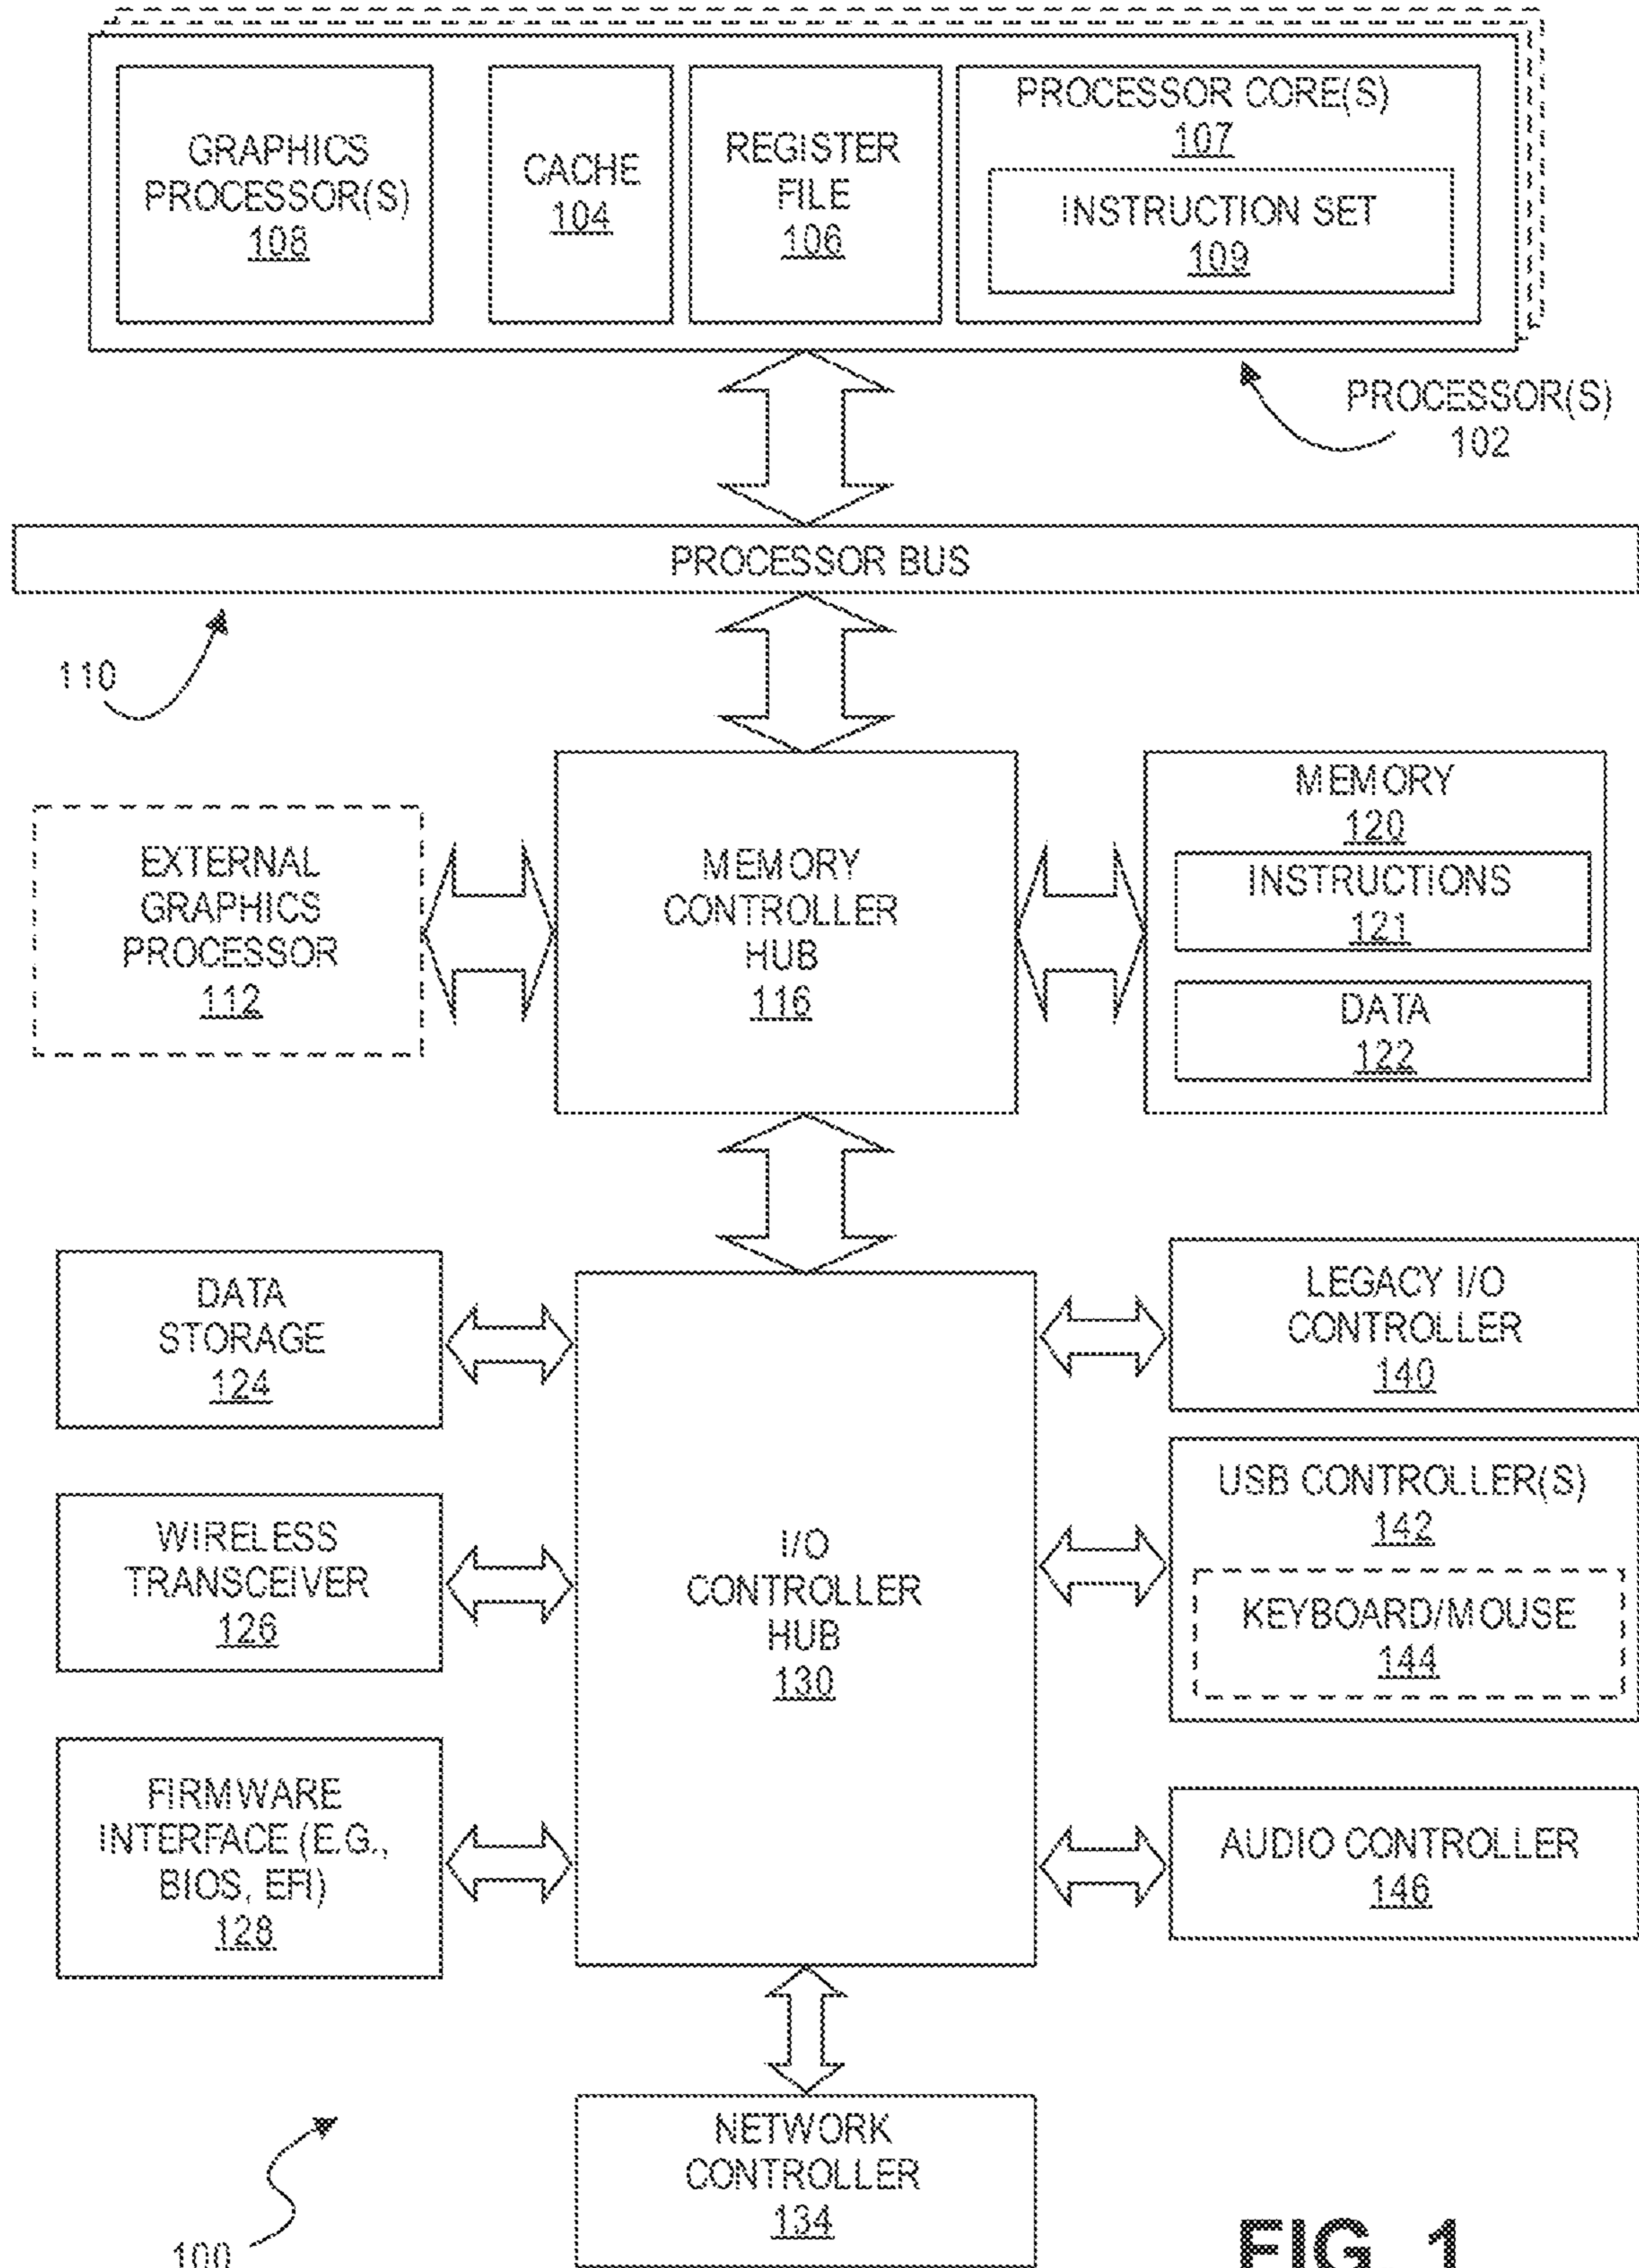 GRAPHICS
PROCESSOR(S)
108
CACHE
104
REGISTER
FILE
106
PROCESSOR CORE(S)
107
INSTRUCTION SET
109
PROCESSOR(S)
102
PROCESSOR BUS
110
EXTERNAL
GRAPHICS
PROCESSOR
112
MEMORY
CONTROLLER
HUB
116
MEMORY
120
INSTRUCTIONS
121
DATA
122
DATA
STORAGE
124
WIRELESS
TRANSCEIVER
126
FIRMWARE
INTERFACE (E.G.,
BIOS, EFI)
128
I/O
CONTROLLER
HUB
130
LEGACY I/O
CONTROLLER
140
USB CONTROLLER(S)
142
KEYBOARD/MOUSE
144
AUDIO CONTROLLER
146
NETWORK
CONTROLLER
134
100
FIG. 1